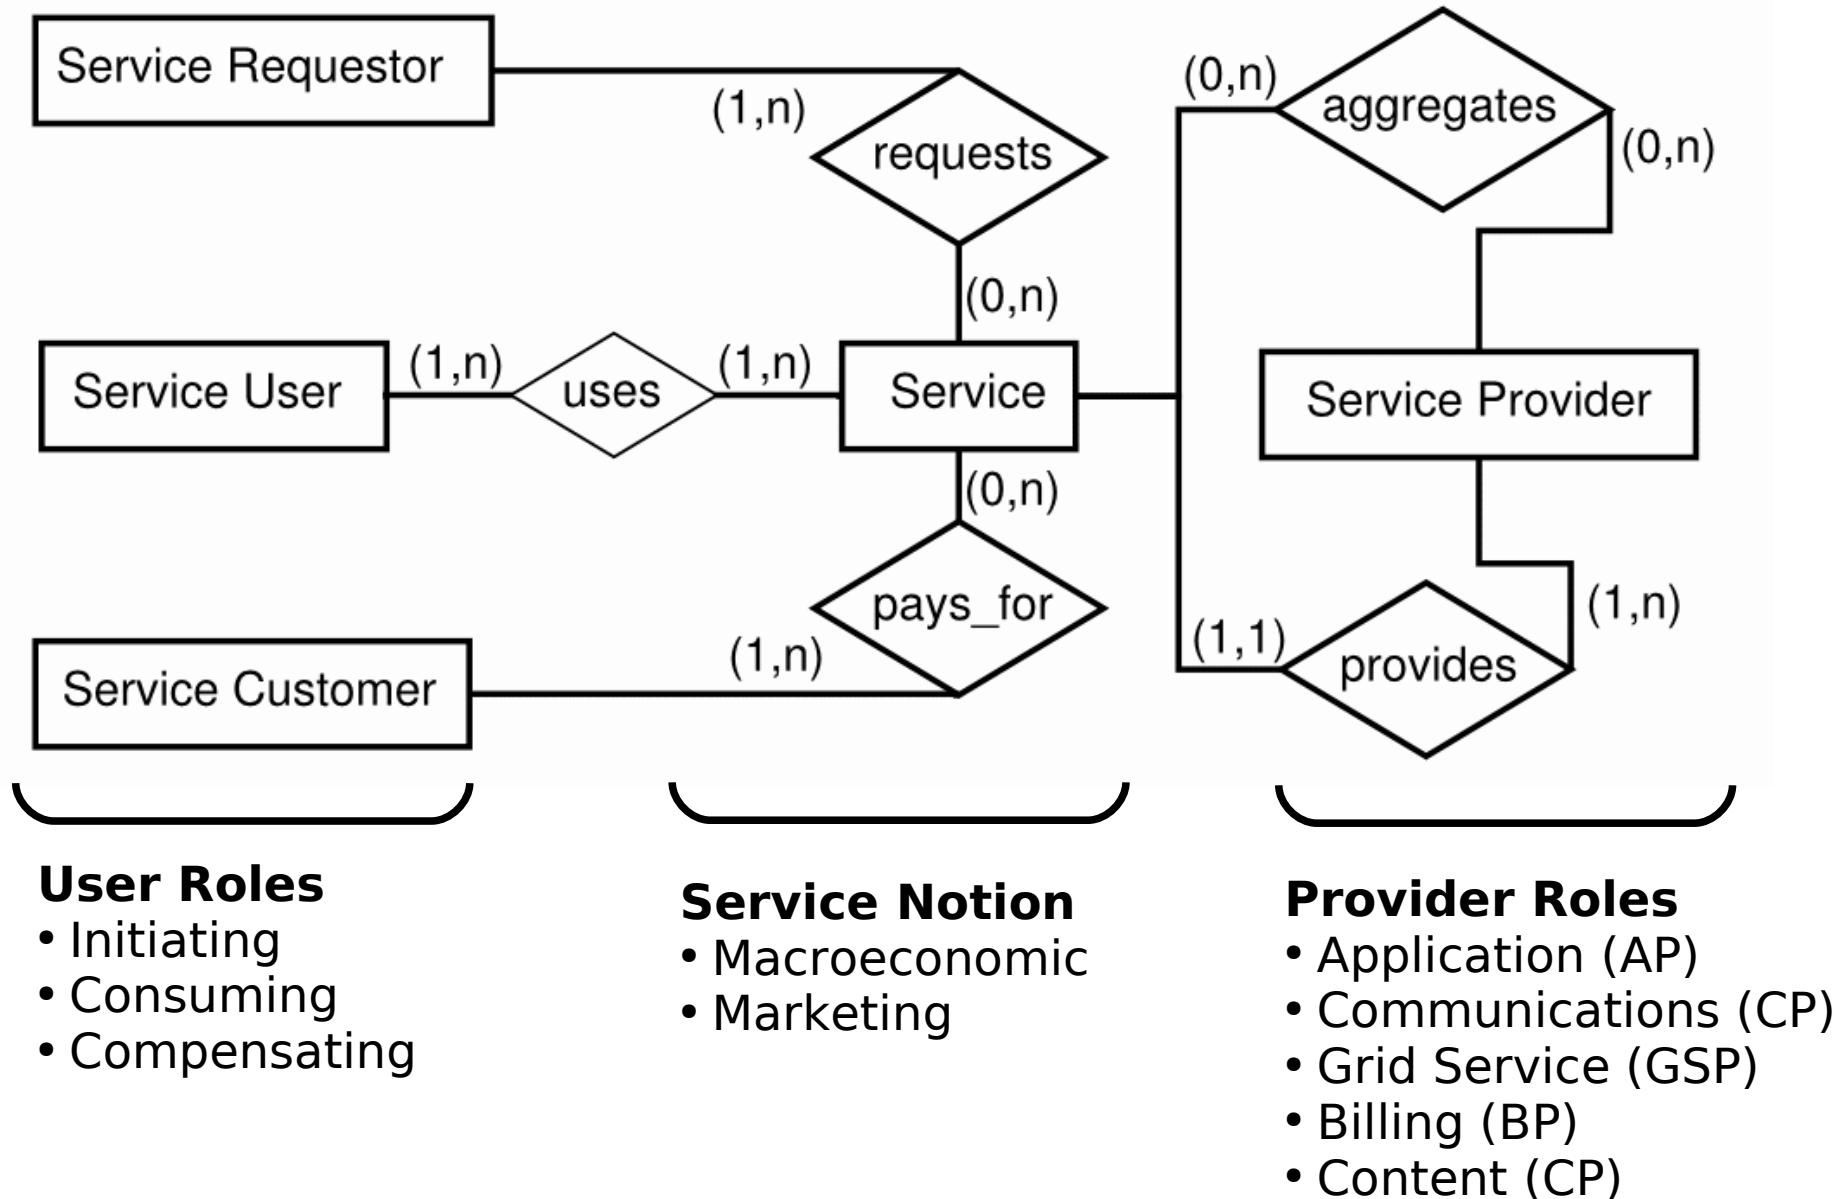 Service Requestor
(1,n)
requests
(0,n)
aggregates
(0,n)
(0,n)
Service User
(1,n)
uses
(1,n)
Service
Service Provider
(0,n)
pays_for
(1,n)
Service Customer
(1,1)
provides
(1,n)
User Roles
• Initiating
• Consuming
• Compensating
Service Notion
• Macroeconomic
• Marketing
Provider Roles
• Application (AP)
• Communications (CP)
• Grid Service (GSP)
• Billing (BP)
• Content (CP)